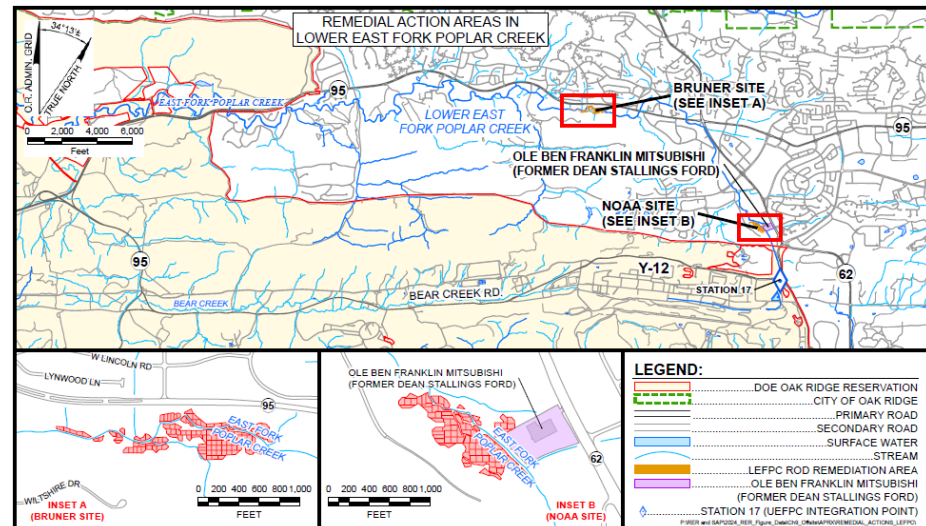 REMEDIAL ACTION AREAS IN
LOWER EAST FORK POPLAR CREEK
34°13'±
O.R. ADMIN. GRID
TRUE NORTH
0 2,000 4,000 6,000
Feet
EAST FORK POPLAR CREEK
95
LOWER EAST
FORK POPLAR CREEK
BRUNER SITE
(SEE INSET A)
95
OLE BEN FRANKLIN MITSUBISHI
(FORMER DEAN STALLINGS FORD)
NOAA SITE
(SEE INSET B)
95
Y-12
62
STATION 17
BEAR CREEK RD.
BEAR CREEK
W LINCOLN RD
LYNWOOD LN
95
EAST FORK
POPLAR CREEK
WILTSHIRE DR
0 200 400 600 800 1,000
FEET
INSET A
(BRUNER SITE)
OLE BEN FRANKLIN MITSUBISHI
(FORMER DEAN STALLINGS FORD)
EAST FORK
POPLAR CREEK
62
0 200 400 600 800 1,000
FEET
INSET B
(NOAA SITE)
LEGEND:
DOE OAK RIDGE RESERVATION
CITY OF OAK RIDGE
PRIMARY ROAD
SECONDARY ROAD
SURFACE WATER
STREAM
LEFPC ROD REMEDIATION AREA
OLE BEN FRANKLIN MITSUBISHI
(FORMER DEAN STALLINGS FORD)
STATION 17 (UEFPC INTEGRATION POINT)